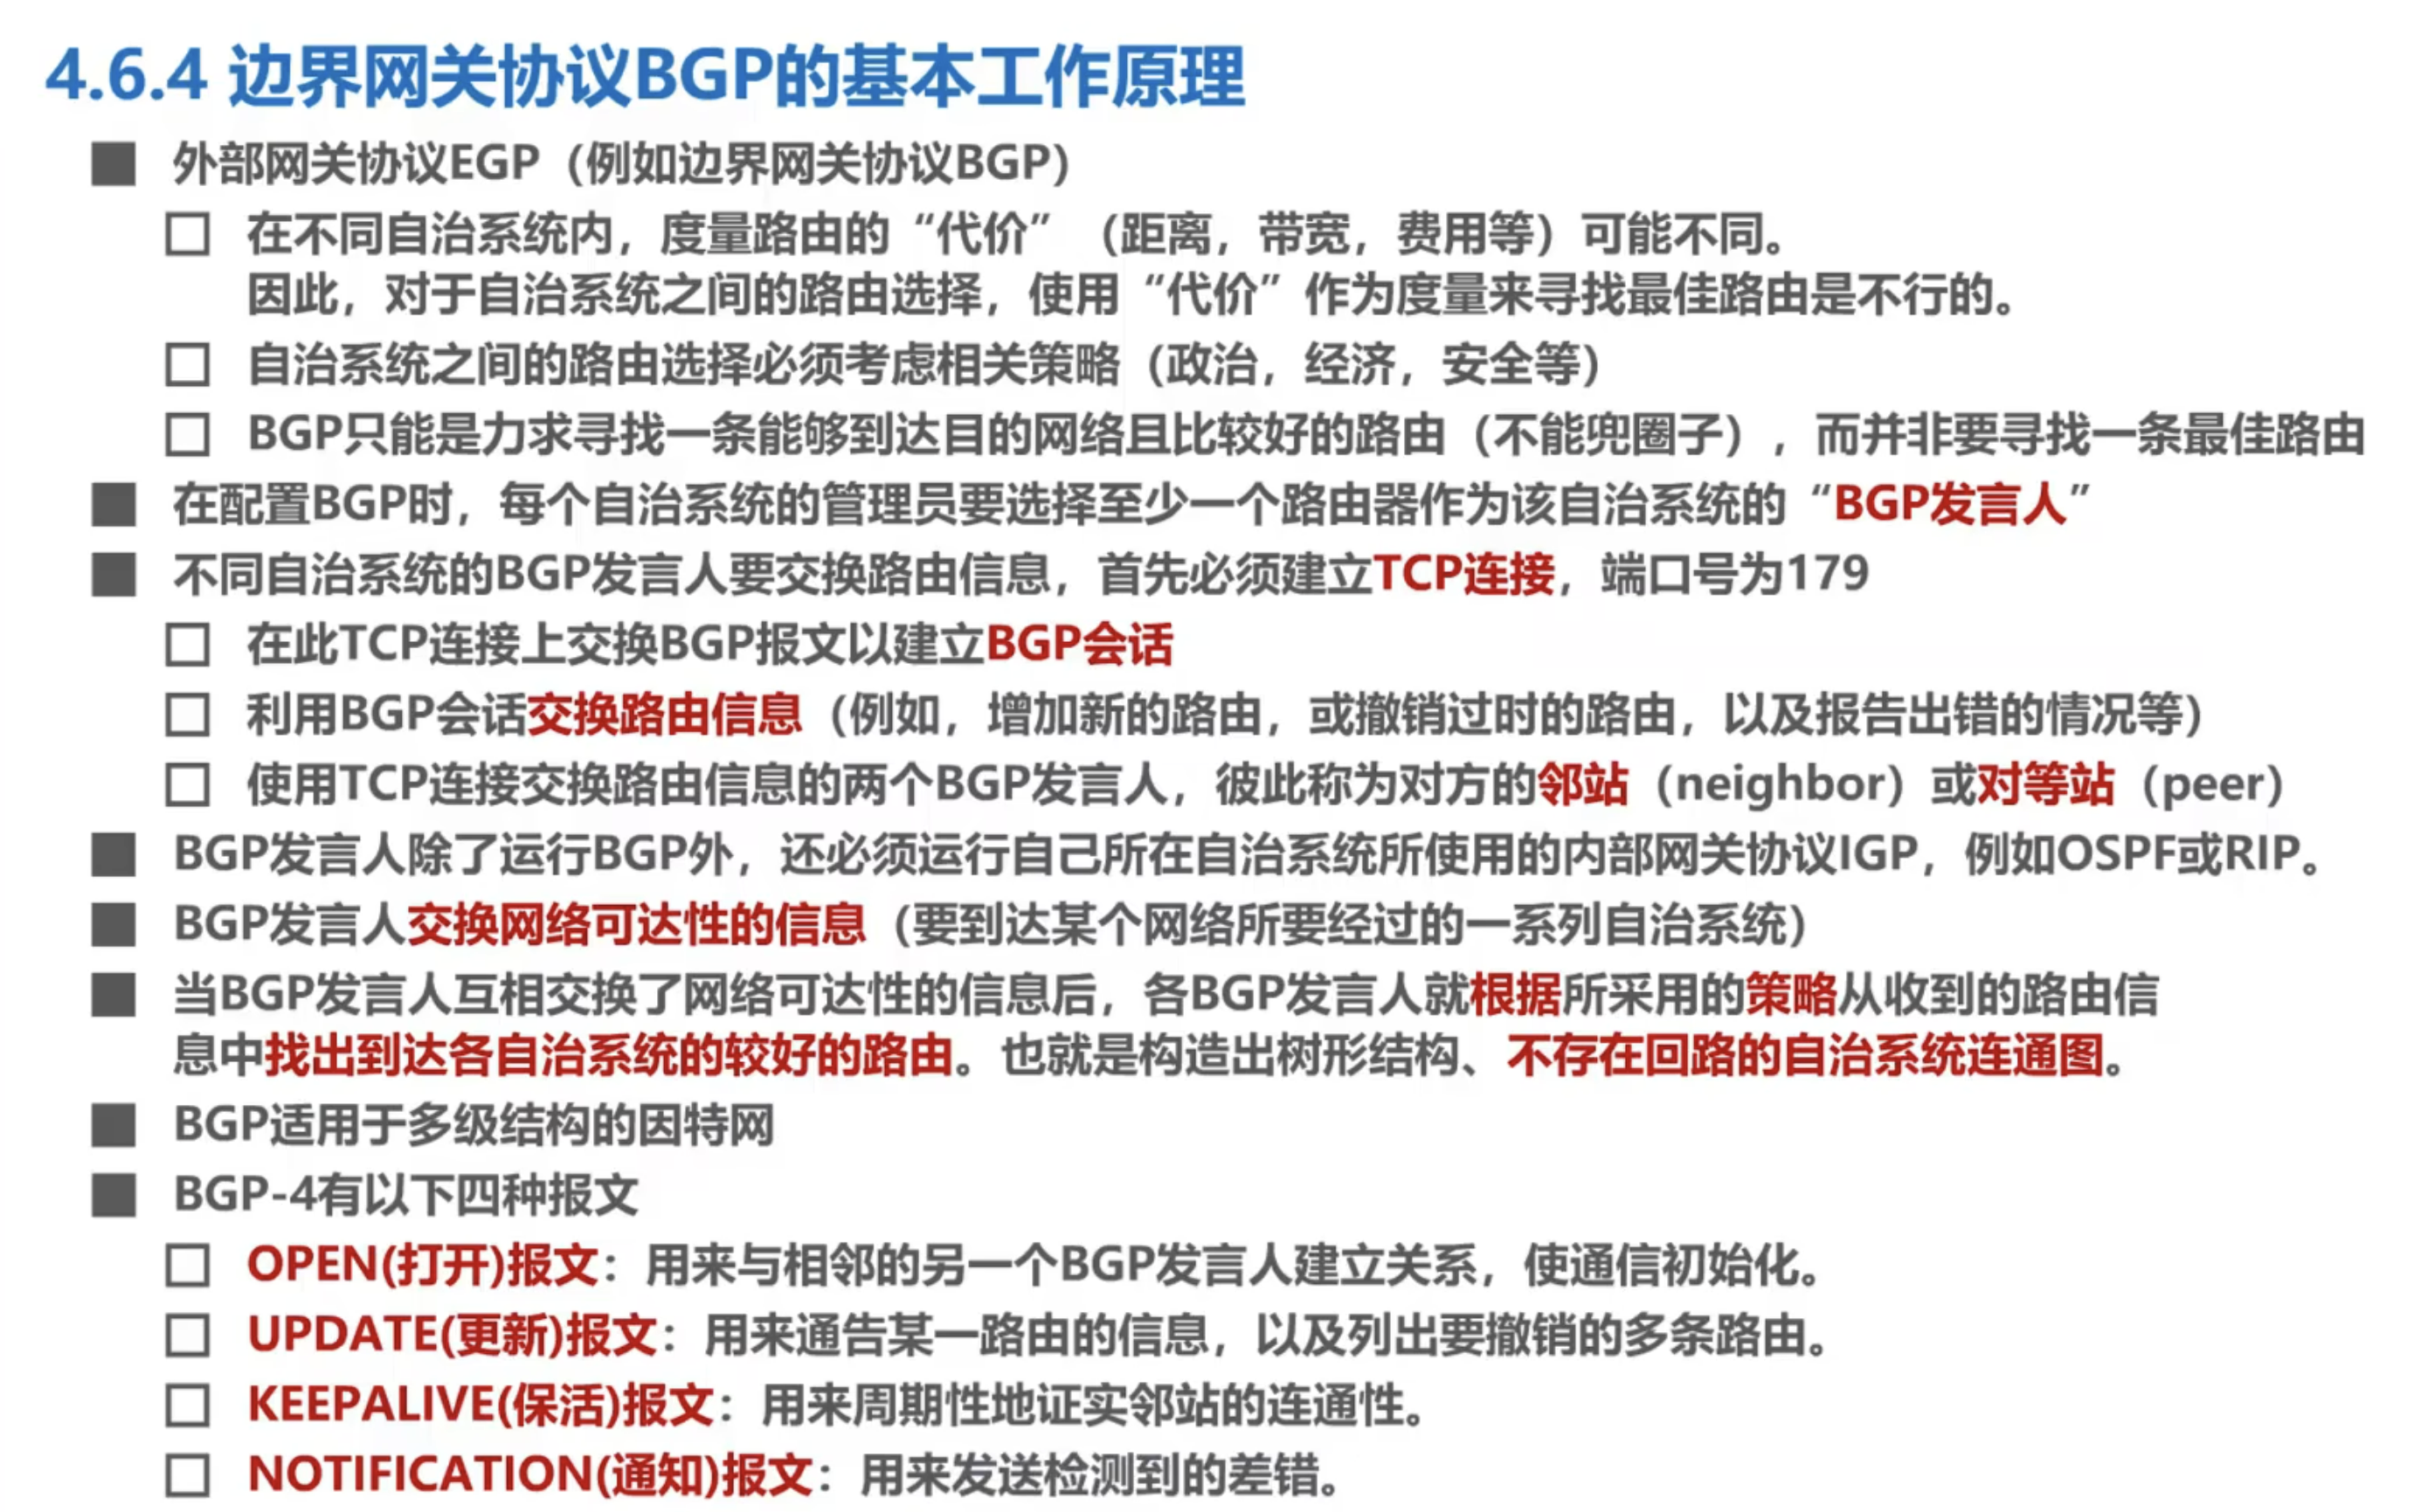 4.6.4 边界网关协议BGP的基本工作原理
外部网关协议EGP（例如边界网关协议BGP）
在不同自治系统内，度量路由的“代价”（距离，带宽，费用等）可能不同。
因此，对于自治系统之间的路由选择，使用“代价”作为度量来寻找最佳路由是不行的。
自治系统之间的路由选择必须考虑相关策略（政治，经济，安全等）
BGP只能是力求寻找一条能够到达目的网络且比较好的路由（不能兜圈子），而并非要寻找一条最佳路由
在配置BGP时，每个自治系统的管理员要选择至少一个路由器作为该自治系统的“BGP发言人”
不同自治系统的BGP发言人要交换路由信息，首先必须建立TCP连接，端口号为179
在此TCP连接上交换BGP报文以建立BGP会话
利用BGP会话交换路由信息（例如，增加新的路由，或撤销过时的路由，以及报告出错的情况等）
使用TCP连接交换路由信息的两个BGP发言人，彼此称为对方的邻站（neighbor）或对等站（peer）
BGP发言人除了运行BGP外，还必须运行自己所在自治系统所使用的内部网关协议IGP，例如OSPF或RIP。
BGP发言人交换网络可达性的信息（要到达某个网络所要经过的一系列自治系统）
当BGP发言人互相交换了网络可达性的信息后，各BGP发言人就根据所采用的策略从收到的路由信
息中找出到达各自治系统的较好的路由。也就是构造出树形结构、不存在回路的自治系统连通图。
BGP适用于多级结构的因特网
BGP-4有以下四种报文
OPEN(打开)报文：用来与相邻的另一个BGP发言人建立关系，使通信初始化。
UPDATE(更新)报文：用来通告某一路由的信息，以及列出要撤销的多条路由。
KEEPALIVE(保活)报文：用来周期性地证实邻站的连通性。
NOTIFICATION(通知)报文：用来发送检测到的差错。